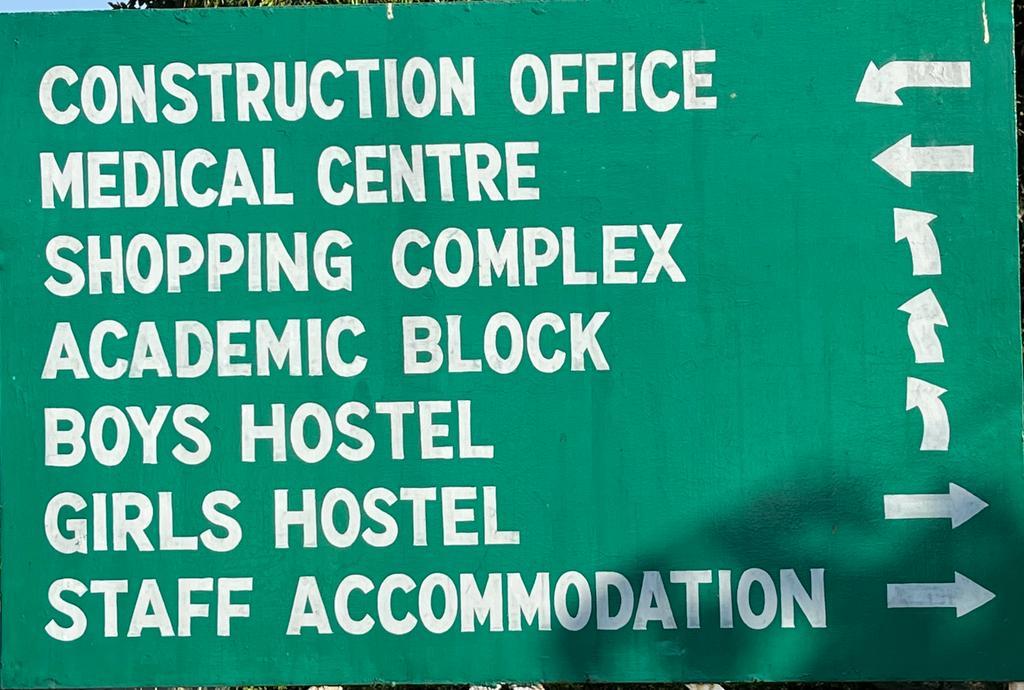 CONSTRUCTION OFFICE
MEDICAL CENTRE
SHOPPING COMPLEX
ACADEMIC BLOCK
BOYS HOSTEL
GIRLS HOSTEL
STAFF ACCOMMODATION